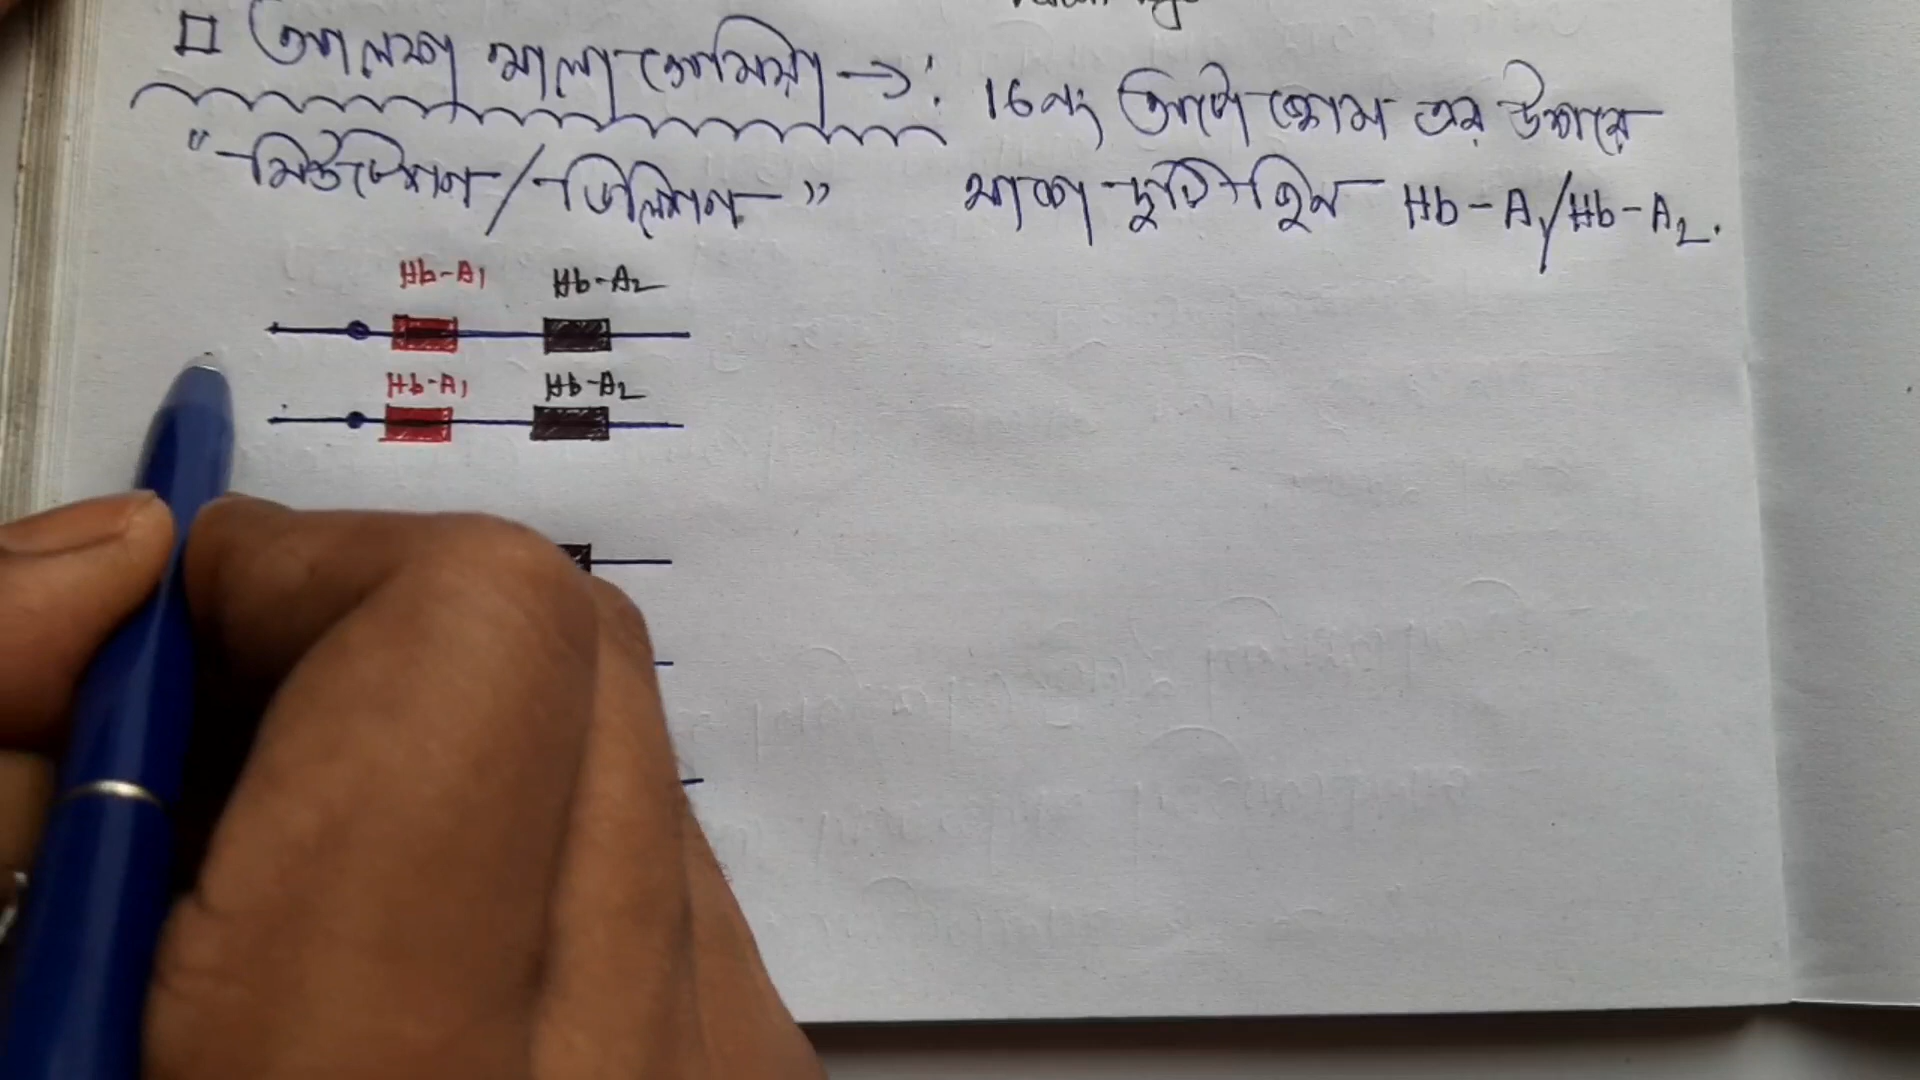 □ আলফা থ্যালাসেমিয়া →:
"মিউটেশন/ডিলিশন"
16নং অটোজোম এর উপরে
থাকা দুটি জিন Hb-A1/Hb-A2.
Hb-A1 Hb-A2
Hb-A1 Hb-A2